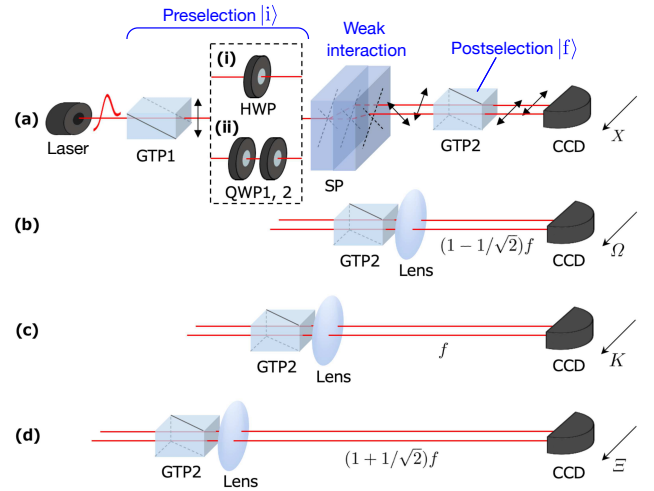 Preselection |i⟩
Weak interaction
Postselection |f⟩
(i)
HWP
(a)
Laser
GTP1
(ii)
QWP1, 2
SP
GTP2
CCD
X
(b)
GTP2
Lens
(1 − 1/√2)f
CCD
Ω
(c)
GTP2
Lens
f
CCD
K
(d)
GTP2
Lens
(1 + 1/√2)f
CCD
Ξ